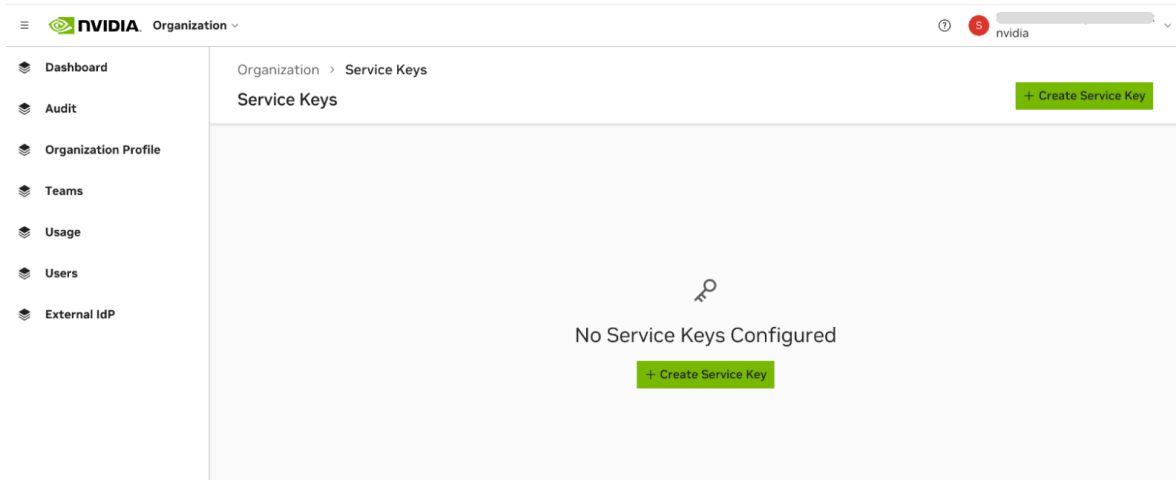 NVIDIA. Organization
S
nvidia
Dashboard
Audit
Organization Profile
Teams
Usage
Users
External IdP
Organization > Service Keys
Service Keys
+ Create Service Key
No Service Keys Configured
+ Create Service Key